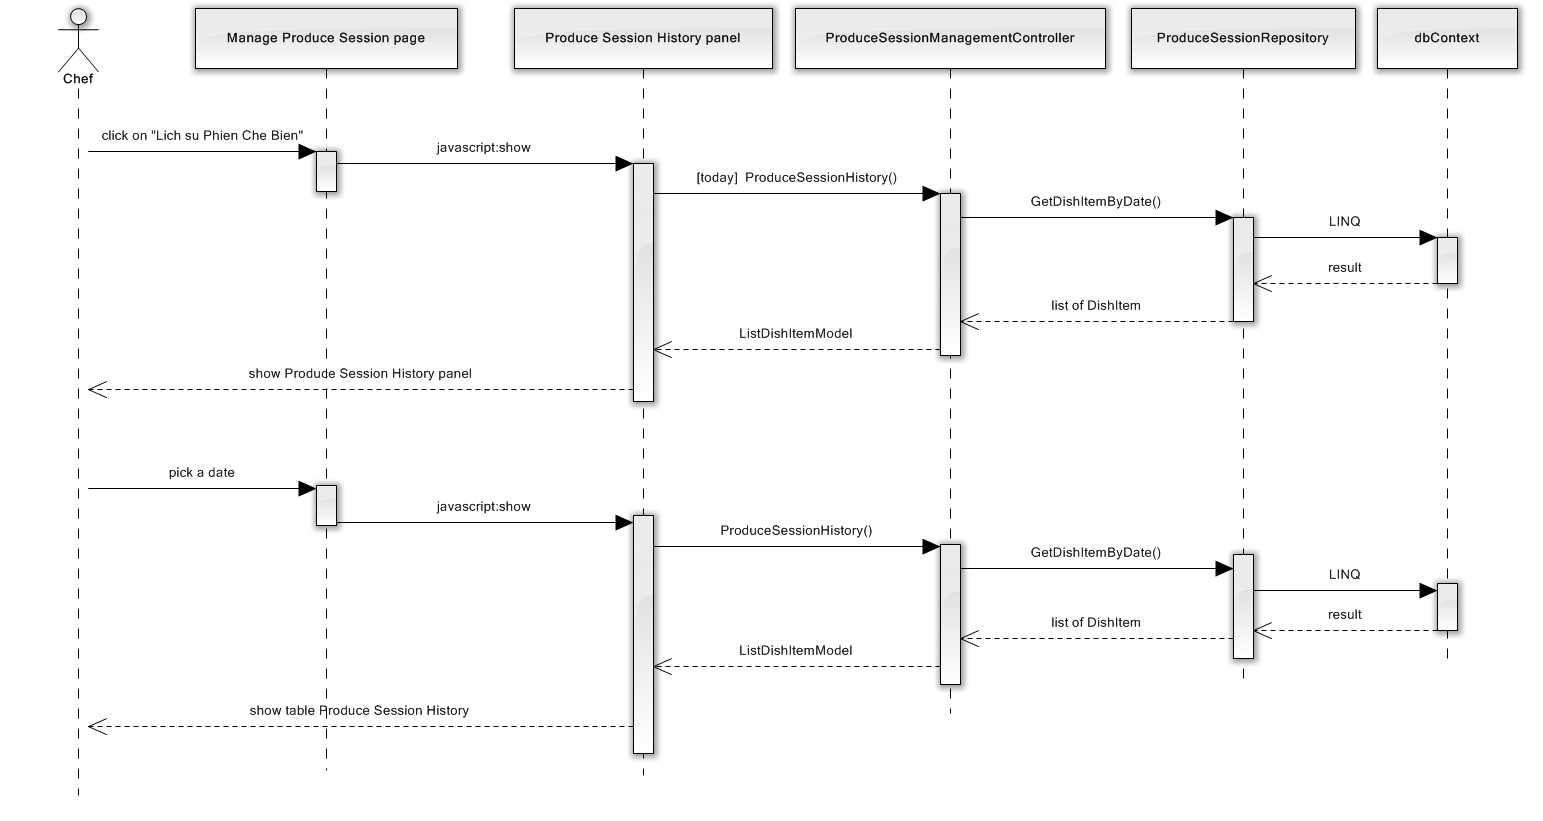 Chef
Manage Produce Session page
Produce Session History panel
ProduceSessionManagementController
ProduceSessionRepository
dbContext
click on "Lich su Phien Che Bien"
javascript:show
[today]  ProduceSessionHistory()
GetDishItemByDate()
LINQ
result
list of DishItem
ListDishItemModel
show Produde Session History panel
pick a date
javascript:show
ProduceSessionHistory()
GetDishItemByDate()
LINQ
result
list of DishItem
ListDishItemModel
show table Produce Session History